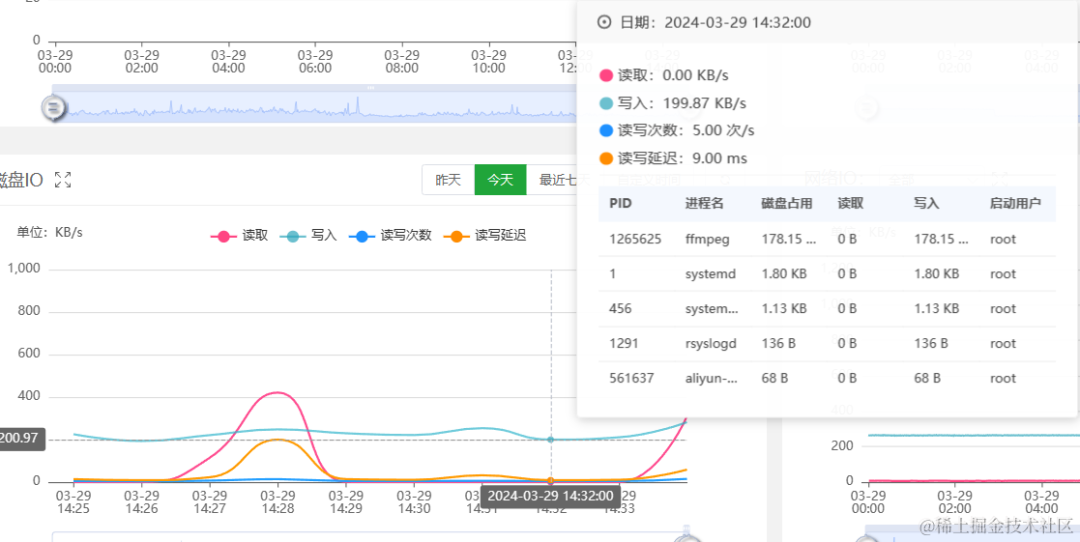 20
0
03-29 03-29 03-29 03-29 03-29 03-29
00:00 02:00 04:00 06:00 08:00 10:00 12:
日期：2024-03-29 14:32:00
读取：0.00 KB/s
写入：199.87 KB/s
读写次数：5.00 次/s
读写延迟：9.00 ms
PID 进程名 磁盘占用 读取 写入 启动用户
1265625 ffmpeg 178.15 ... 0 B 178.15 ... root
1 systemd 1.80 KB 0 B 1.80 KB root
456 system... 1.13 KB 0 B 1.13 KB root
1291 rsyslogd 136 B 0 B 136 B root
561637 aliyun-... 68 B 0 B 68 B root
磁盘IO 昨天 今天 最近七
单位：KB/s 读取 写入 读写次数 读写延迟
1,000
800
600
400
200.97
0
03-29 03-29 03-29 03-29 03-29 03-29 03-29
14:25 14:26 14:27 14:28 14:29 14:30 14:31 14:32 14:33
2024-03-29 14:32:00
200
0
03-29 03-29 03-29
00:00 02:00 04:00
@稀土掘金技术社区